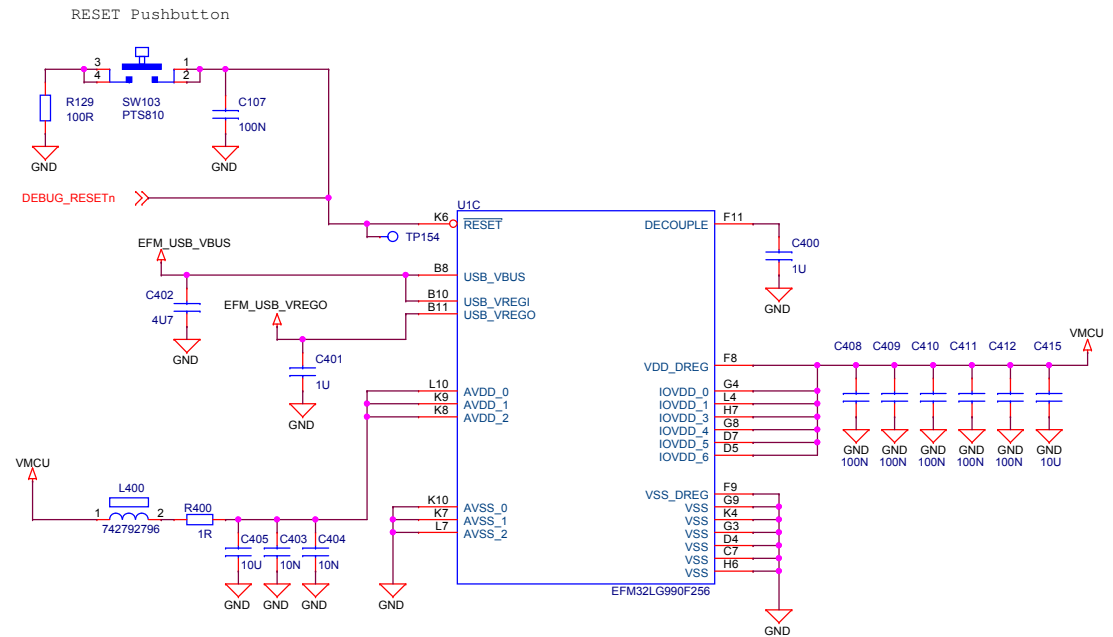 RESET Pushbutton
3
4
1
2
R129
100R
SW103
PTS810
C107
100N
GND
GND
DEBUG_RESETn
U1C
K6
RESET
TP154
DECOUPLE
F11
C400
1U
GND
EFM_USB_VBUS
B8
USB_VBUS
B10
USB_VREGI
B11
USB_VREGO
C402
4U7
GND
EFM_USB_VREGO
C401
1U
GND
L10
AVDD_0
K9
AVDD_1
K8
AVDD_2
VDD_DREG
F8
IOVDD_0
G4
IOVDD_1
L4
IOVDD_3
H7
IOVDD_4
G8
IOVDD_5
D7
IOVDD_6
D5
VMCU
C408
C409
C410
C411
C412
C415
GND
GND
GND
GND
GND
GND
100N
100N
100N
100N
100N
10U
VMCU
L400
1
2
742792796
R400
1R
C405
C403
C404
10U
10N
10N
GND
GND
GND
K10
AVSS_0
K7
AVSS_1
L7
AVSS_2
GND
VSS_DREG
F9
VSS
G9
VSS
K4
VSS
G3
VSS
D4
VSS
C7
VSS
H6
EFM32LG990F256
GND